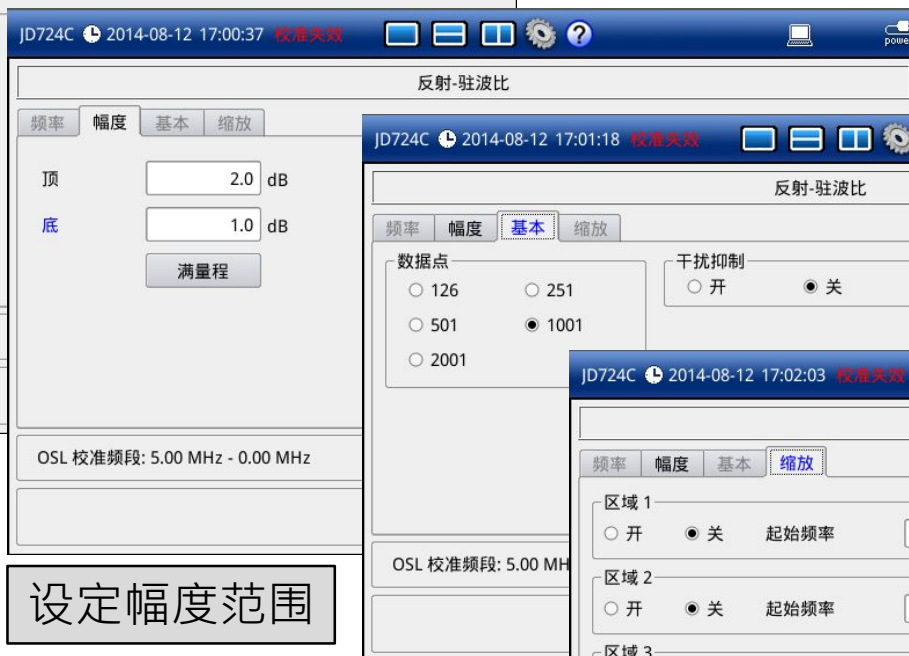 JD724C 2014-08-12 17:00:37 校准失效
power
反射-驻波比
频率 幅度 基本 缩放
顶 2.0 dB
底 1.0 dB
满量程
OSL 校准频段: 5.00 MHz - 0.00 MHz
设定幅度范围
JD724C 2014-08-12 17:01:18 校准失效
反射-驻波比
频率 幅度 基本 缩放
数据点 干扰抑制
126 251 开 关
501 1001
2001
OSL 校准频段: 5.00 MH
JD724C 2014-08-12 17:02:03 校准失效
频率 幅度 基本 缩放
区域 1
开 关 起始频率
区域 2
开 关 起始频率
区域 3